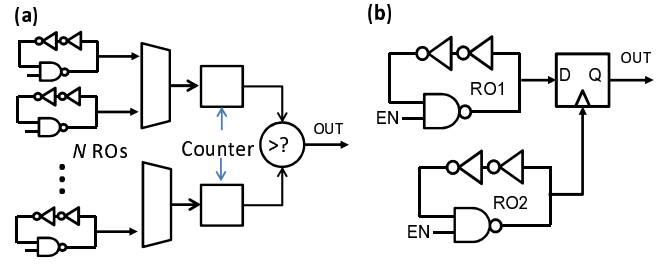 (a)
N ROs
Counter
>?
OUT
(b)
RO1
EN
D Q
OUT
RO2
EN